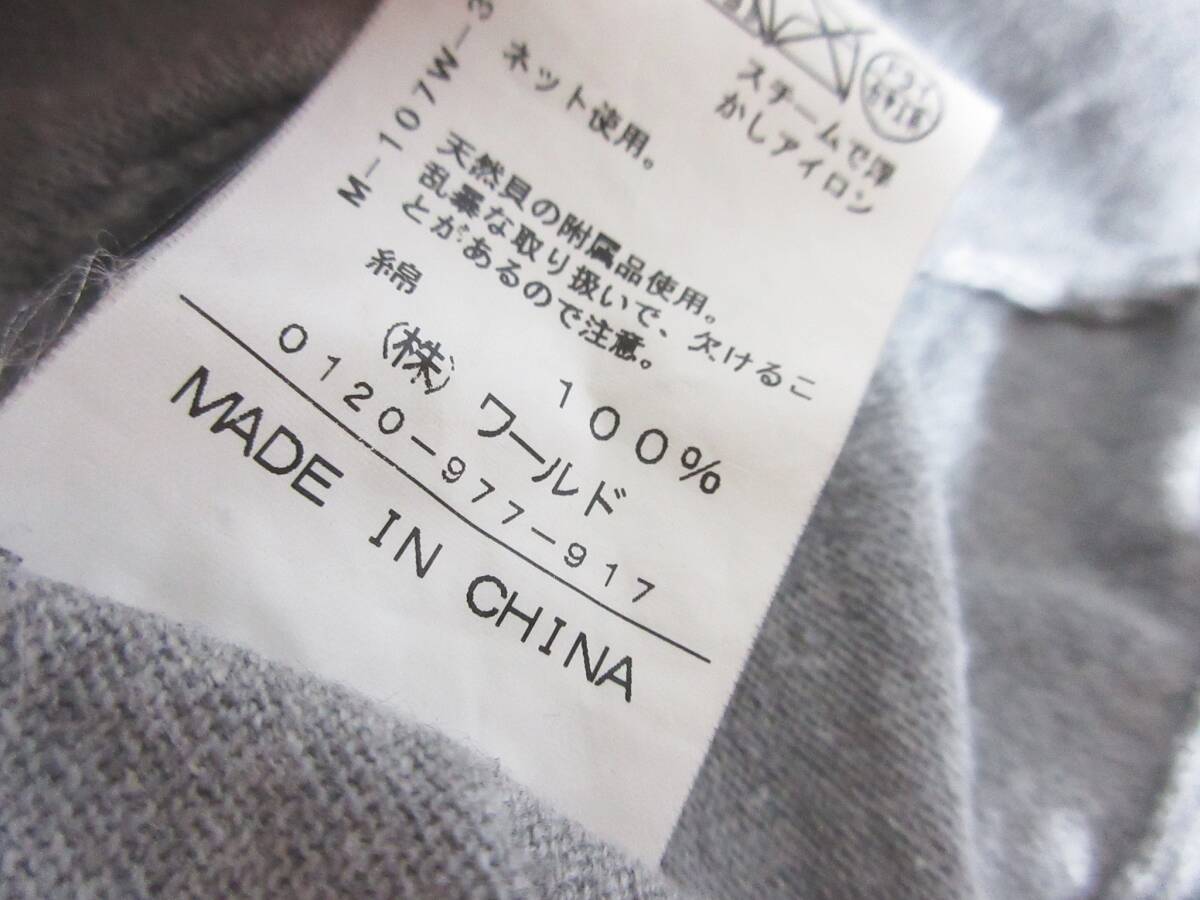 スチームで浮
かしアイロン
ネット使用。
天然貝の附属品使用。
乱暴な取り扱いで、欠けるこ
とがあるので注意。
M-107W-3
綿 100%
(株)ワールド
0120-977-917
MADE IN CHINA